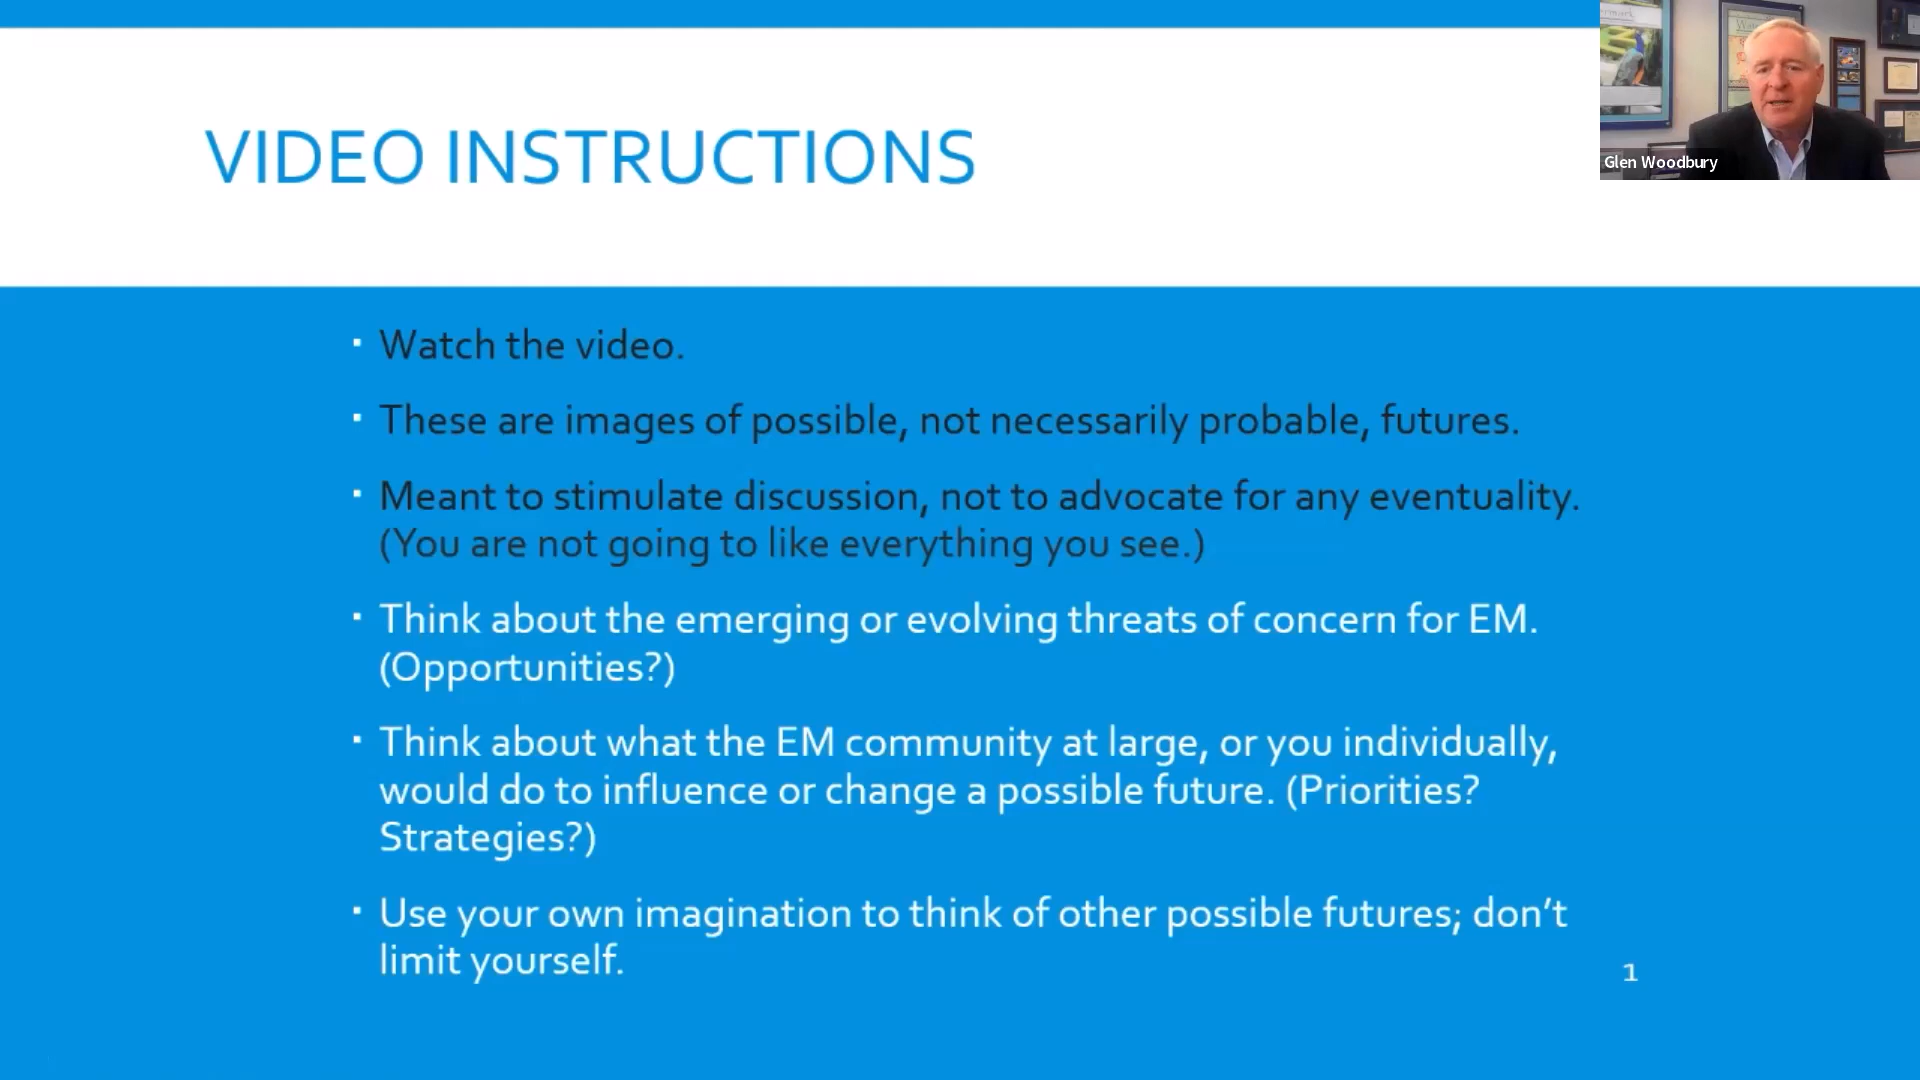 VIDEO INSTRUCTIONS
Glen Woodbury
▪ Watch the video.
▪ These are images of possible, not necessarily probable, futures.
▪ Meant to stimulate discussion, not to advocate for any eventuality.
(You are not going to like everything you see.)
▪ Think about the emerging or evolving threats of concern for EM.
(Opportunities?)
▪ Think about what the EM community at large, or you individually,
would do to influence or change a possible future. (Priorities?
Strategies?)
▪ Use your own imagination to think of other possible futures; don’t
limit yourself.
1